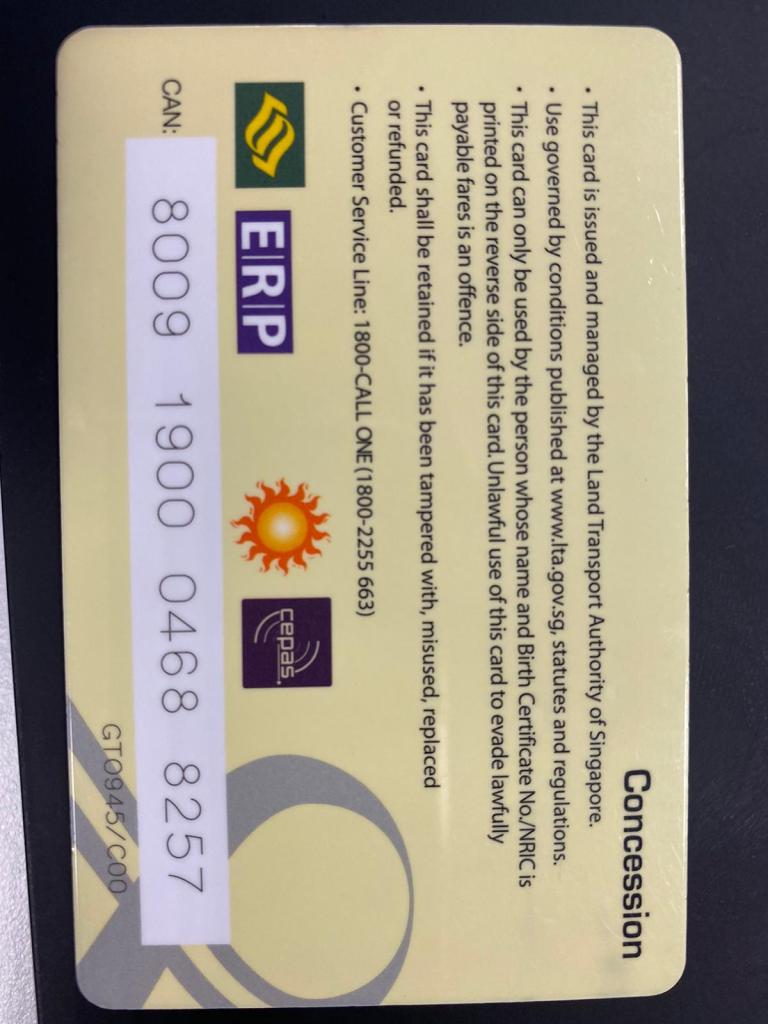 Concession
• This card is issued and managed by the Land Transport Authority of Singapore.
• Use governed by conditions published at www.lta.gov.sg, statutes and regulations.
• This card can only be used by the person whose name and Birth Certificate No./NRIC is
printed on the reverse side of this card. Unlawful use of this card to evade lawfully
payable fares is an offence.
• This card shall be retained if it has been tampered with, misused, replaced
or refunded.
• Customer Service Line: 1800-CALL ONE (1800-2255 663)
E|R|P
cepas.
CAN: 8009 1900 0468 8257
GT0945/C00